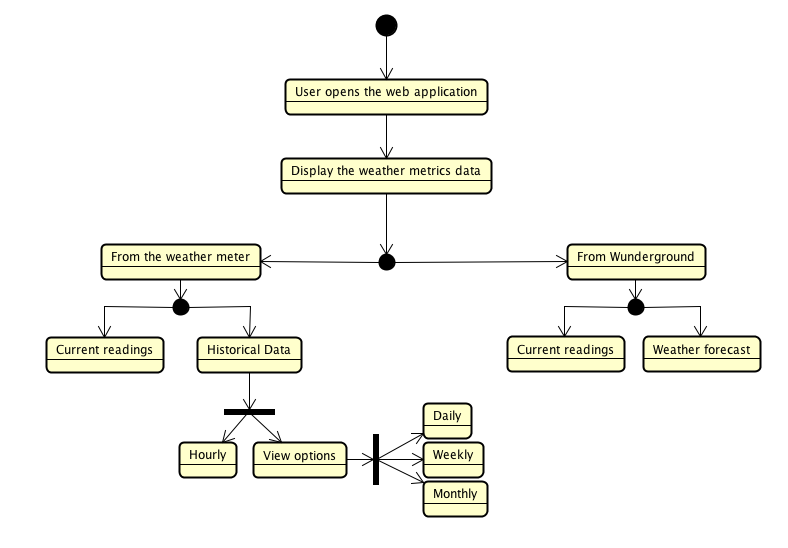 User opens the web application
Display the weather metrics data
From the weather meter
From Wunderground
Current readings
Historical Data
Current readings
Weather forecast
Daily
Hourly
View options
Weekly
Monthly